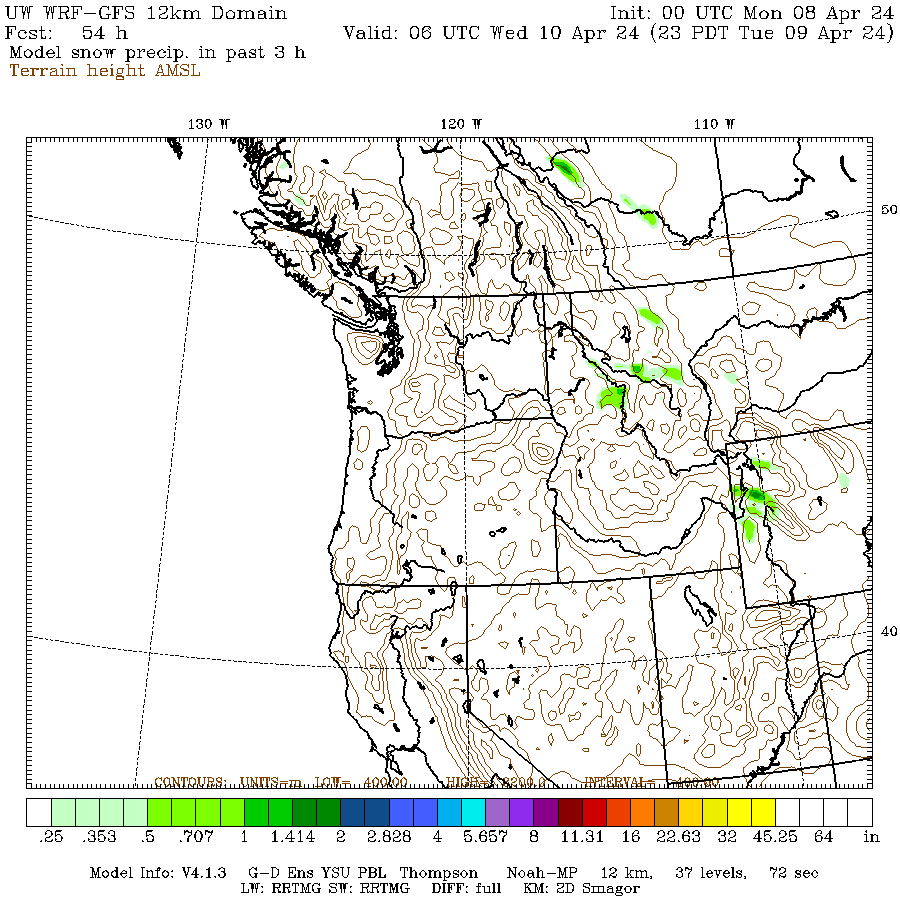 UW WRF-GFS 12km Domain Init: 00 UTC Mon 08 Apr 24
Fcst: 54 h Valid: 06 UTC Wed 10 Apr 24 (23 PDT Tue 09 Apr 24)
Model snow precip. in past 3 h
Terrain height AMSL
130 W 120 W 110 W
50
40
CONTOURS: UNITS=m LOW= 400.00 HIGH= 3200.0 INTERVAL= 400.00
.25 .353 .5 .707 1 1.414 2 2.828 4 5.657 8 11.31 16 22.63 32 45.25 64 in
Model Info: V4.1.3 G-D Ens YSU PBL Thompson Noah-MP 12 km, 37 levels, 72 sec
LW: RRTMG SW: RRTMG DIFF: full KM: 2D Smagor